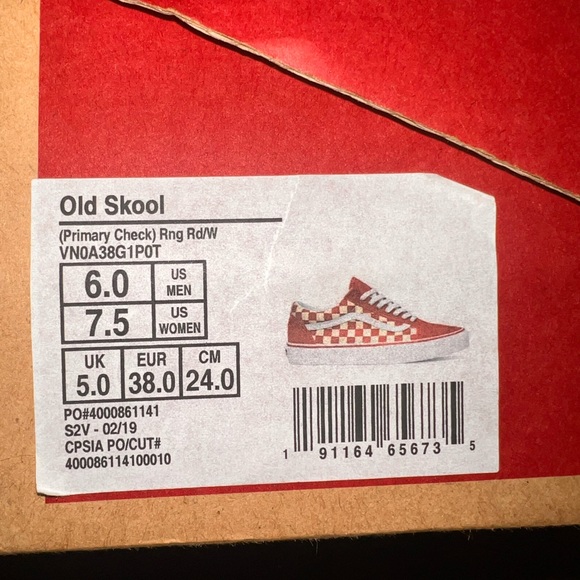 Old Skool
(Primary Check) Rng Rd/W
VN0A38G1P0T
6.0 US MEN
7.5 US WOMEN
UK EUR CM
5.0 38.0 24.0
PO#4000861141
S2V - 02/19
CPSIA PO/CUT#
400086114100010
1 91164 65673 5